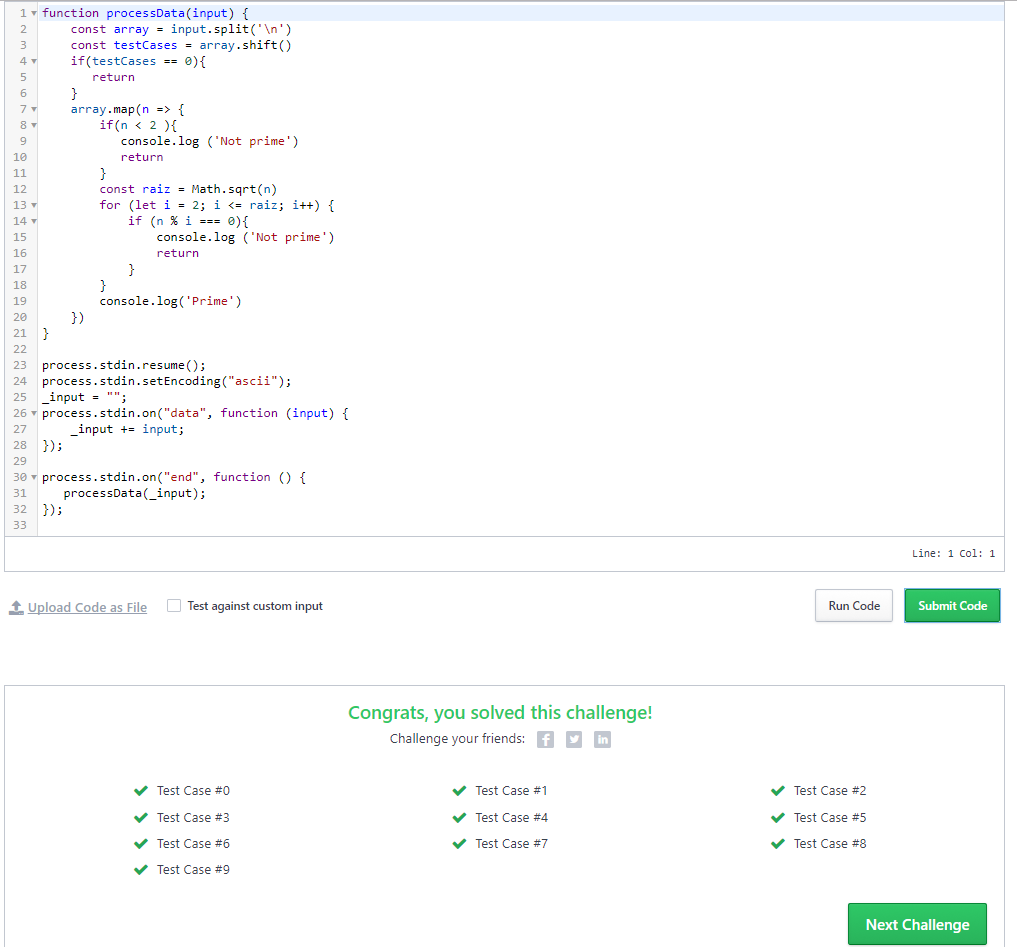 1 function processData(input) {
2     const array = input.split('\n')
3     const testCases = array.shift()
4     if(testCases == 0){
5        return
6     }
7     array.map(n => {
8         if(n < 2 ){
9            console.log ('Not prime')
10            return
11         }
12         const raiz = Math.sqrt(n)
13         for (let i = 2; i <= raiz; i++) {
14             if (n % i === 0){
15                 console.log ('Not prime')
16                 return
17             }
18         }
19         console.log('Prime')
20     })
21 }
22
23 process.stdin.resume();
24 process.stdin.setEncoding("ascii");
25 _input = "";
26 process.stdin.on("data", function (input) {
27     _input += input;
28 });
29
30 process.stdin.on("end", function () {
31    processData(_input);
32 });
33
Line: 1 Col: 1
Upload Code as File Test against custom input Run Code Submit Code
Congrats, you solved this challenge!
Challenge your friends: f in
Test Case #0 Test Case #1 Test Case #2
Test Case #3 Test Case #4 Test Case #5
Test Case #6 Test Case #7 Test Case #8
Test Case #9
Next Challenge